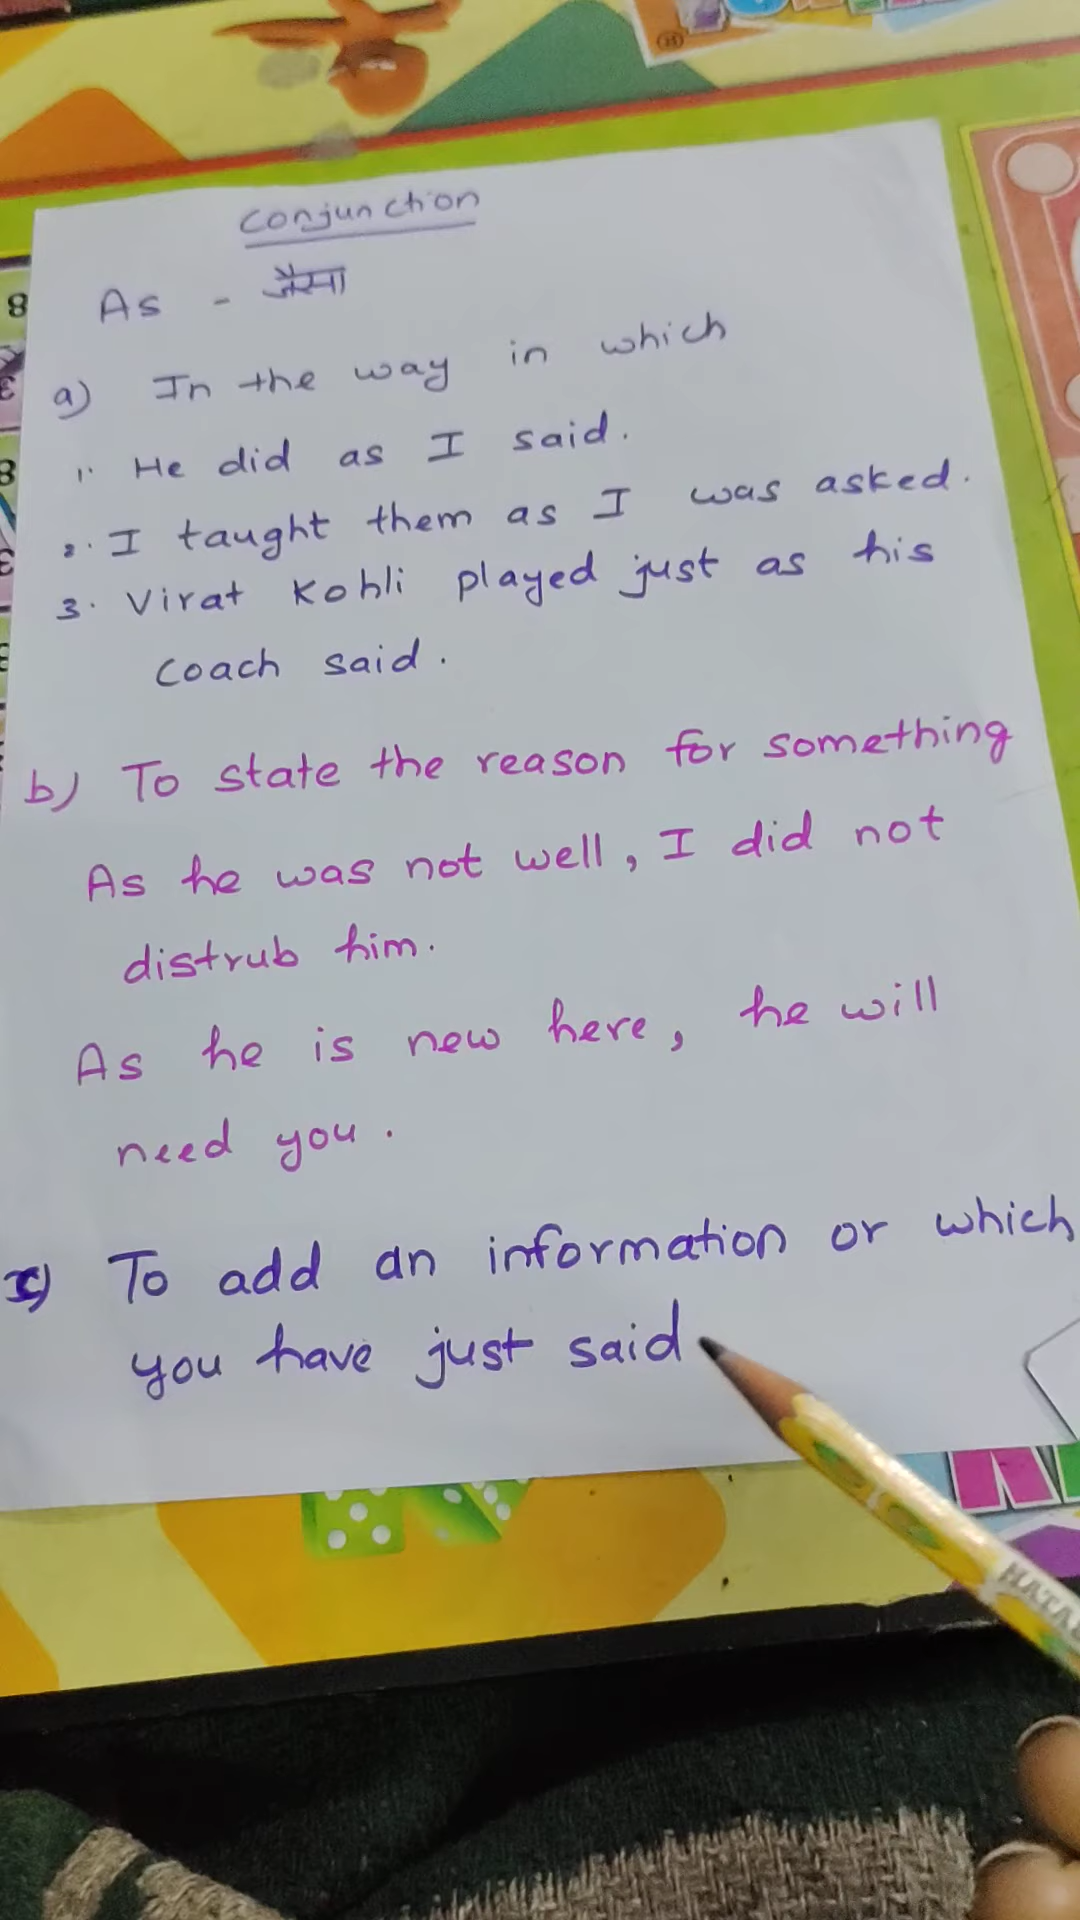 Conjunction
As - जैसा
a) In the way in which
1. He did as I said.
2. I taught them as I was asked.
3. Virat Kohli played just as his
coach said.
b) To state the reason for something
As he was not well, I did not
distrub him.
As he is new here, he will
need you.
c) To add an information or which
you have just said